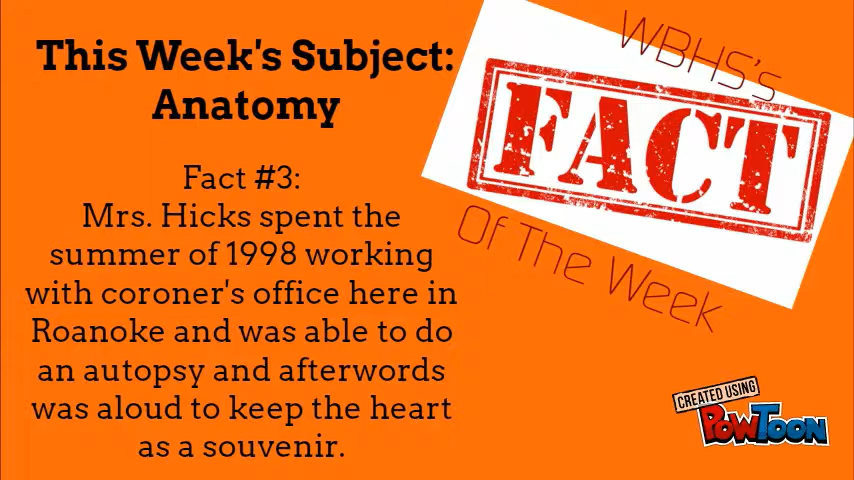 This Week's Subject:
Anatomy
Fact #3:
Mrs. Hicks spent the
summer of 1998 working
with coroner's office here in
Roanoke and was able to do
an autopsy and afterwords
was aloud to keep the heart
as a souvenir.
WBHS's
FACT
Of The Week
CREATED USING
POWTOON